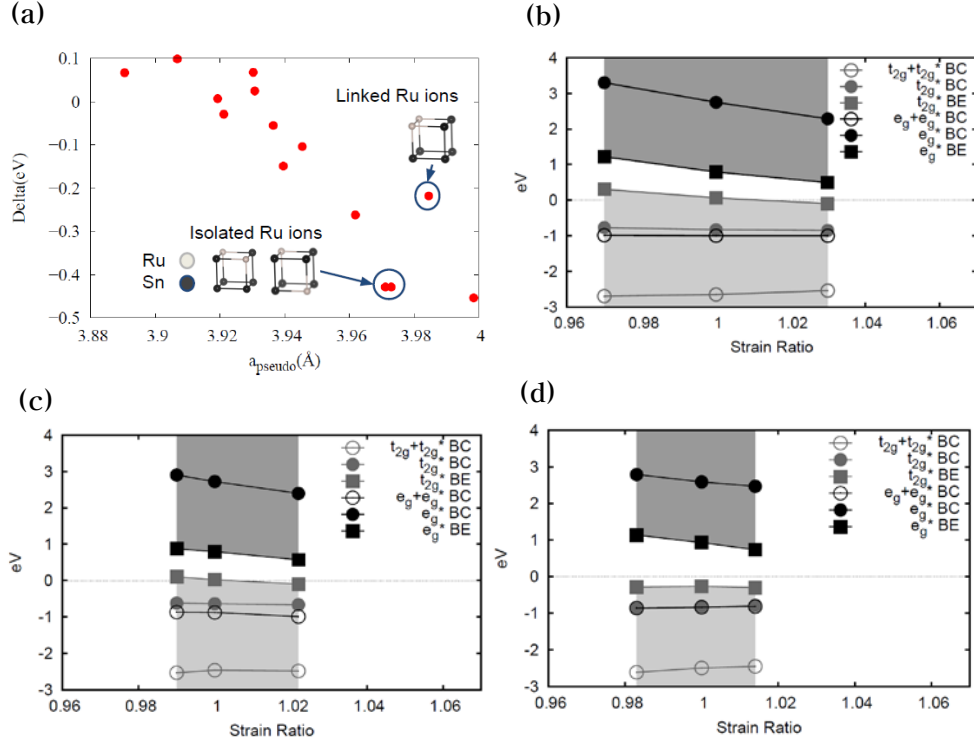 (a)
0.1
0
-0.1
-0.2
-0.3
-0.4
-0.5
Delta(eV)
Linked Ru ions
Isolated Ru ions
Ru
Sn
3.88 3.9 3.91 3.93 3.94 3.96 3.97 3.99 4
a_pseudo(Å)
(b)
4
3
2
1
0
-1
-2
-3
eV
t2g+t2g* BC
t2g* BC
t2g* BE
eg+eg* BC
eg* BC
eg* BE
0.96 0.98 1 1.02 1.04 1.06
Strain Ratio
(c)
4
3
2
1
0
-1
-2
-3
eV
t2g+t2g* BC
t2g* BC
t2g* BE
eg+eg* BC
eg* BC
eg* BE
0.96 0.98 1 1.02 1.04 1.06
Strain Ratio
(d)
4
3
2
1
0
-1
-2
-3
eV
t2g+t2g* BC
t2g* BC
t2g* BE
eg+eg* BC
eg* BC
eg* BE
0.96 0.98 1 1.02 1.04 1.06
Strain Ratio